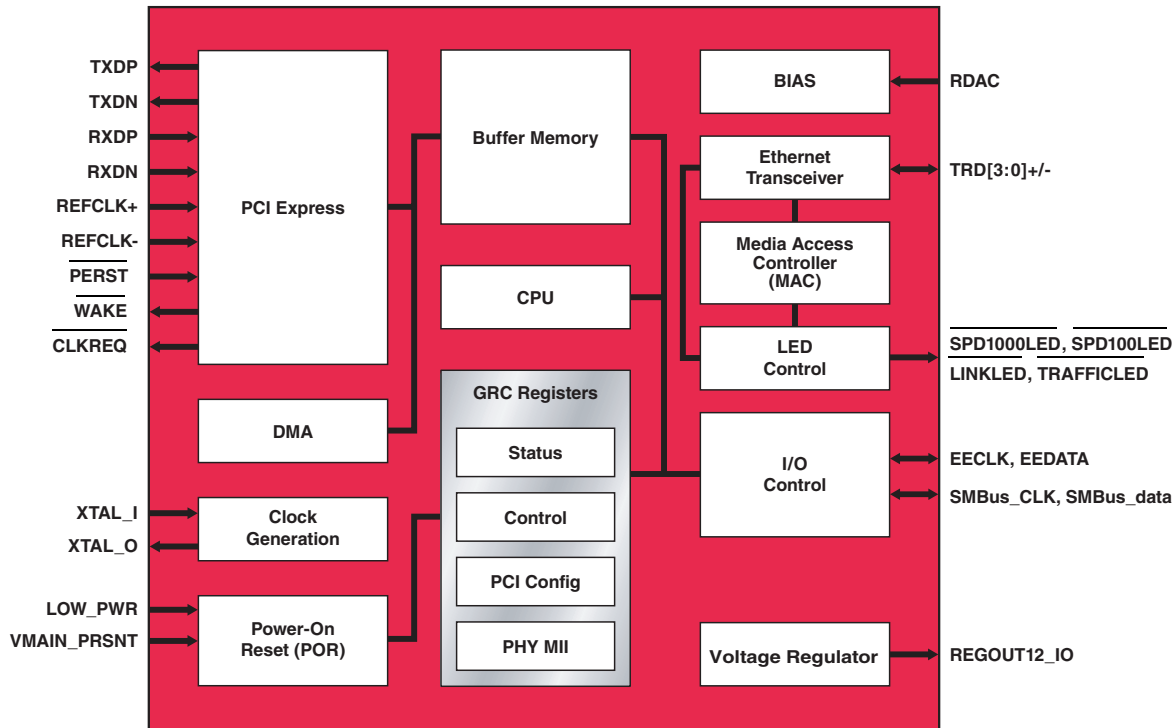 TXDP
TXDN
RXDP
RXDN
REFCLK+
REFCLK-
PERST
WAKE
CLKREQ
XTAL_I
XTAL_O
LOW_PWR
VMAIN_PRSNT
PCI Express
DMA
Clock
Generation
Power-On
Reset (POR)
Buffer Memory
CPU
GRC Registers
Status
Control
PCI Config
PHY MII
BIAS
Ethernet
Transceiver
Media Access
Controller
(MAC)
LED
Control
I/O
Control
Voltage Regulator
RDAC
TRD[3:0]+/-
SPD1000LED, SPD100LED
LINKLED, TRAFFICLED
EECLK, EEDATA
SMBus_CLK, SMBus_data
REGOUT12_IO